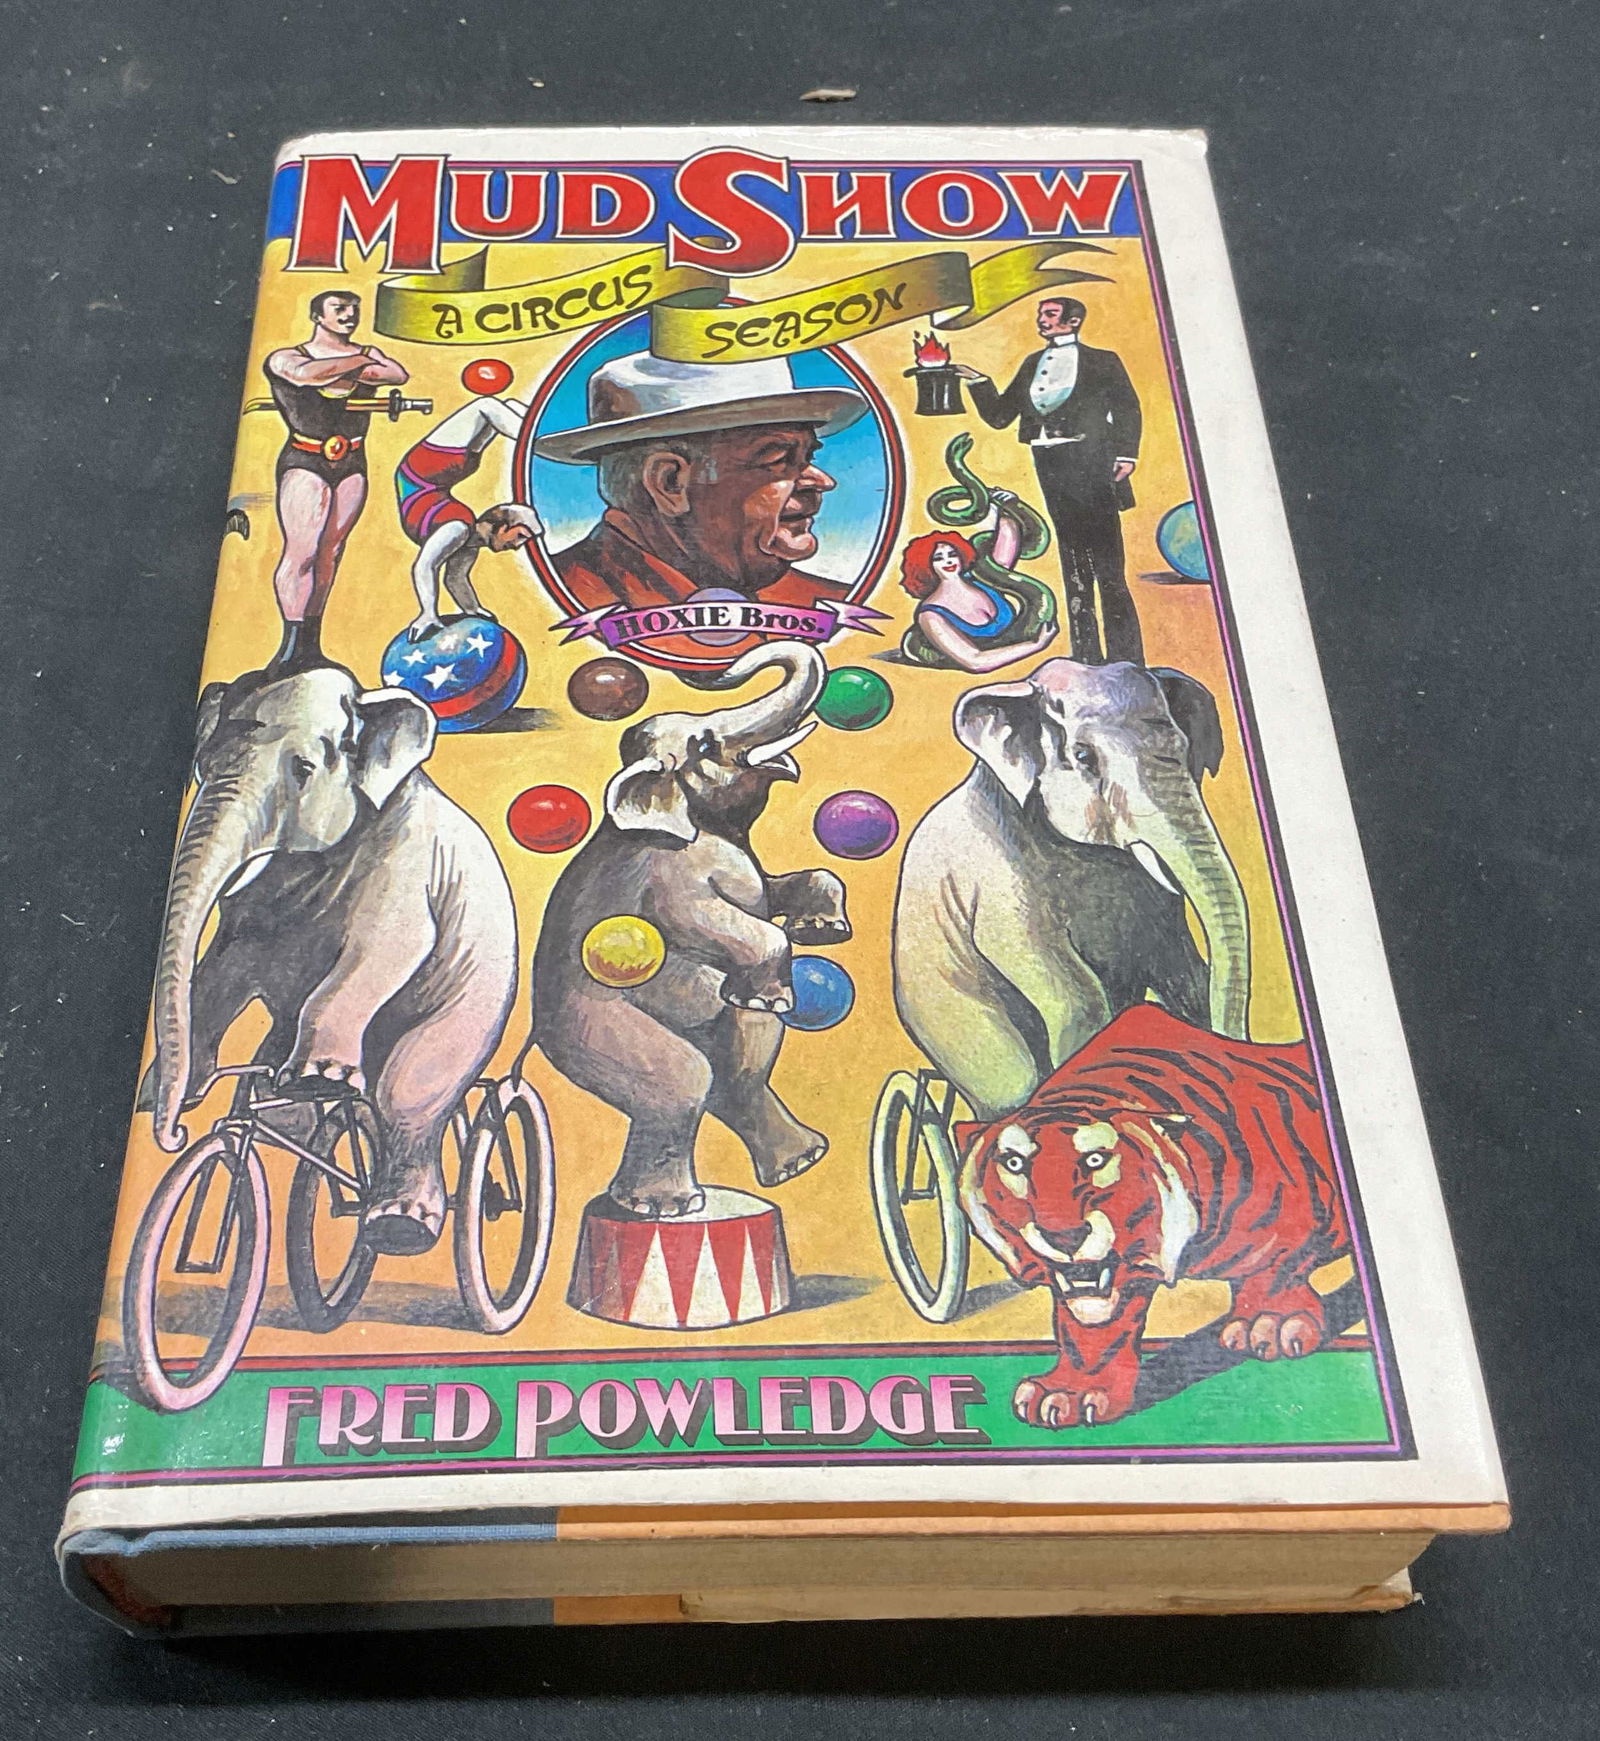 MUD SHOW
A CIRCUS SEASON
HOXIE Bros.
FRED POWLEDGE